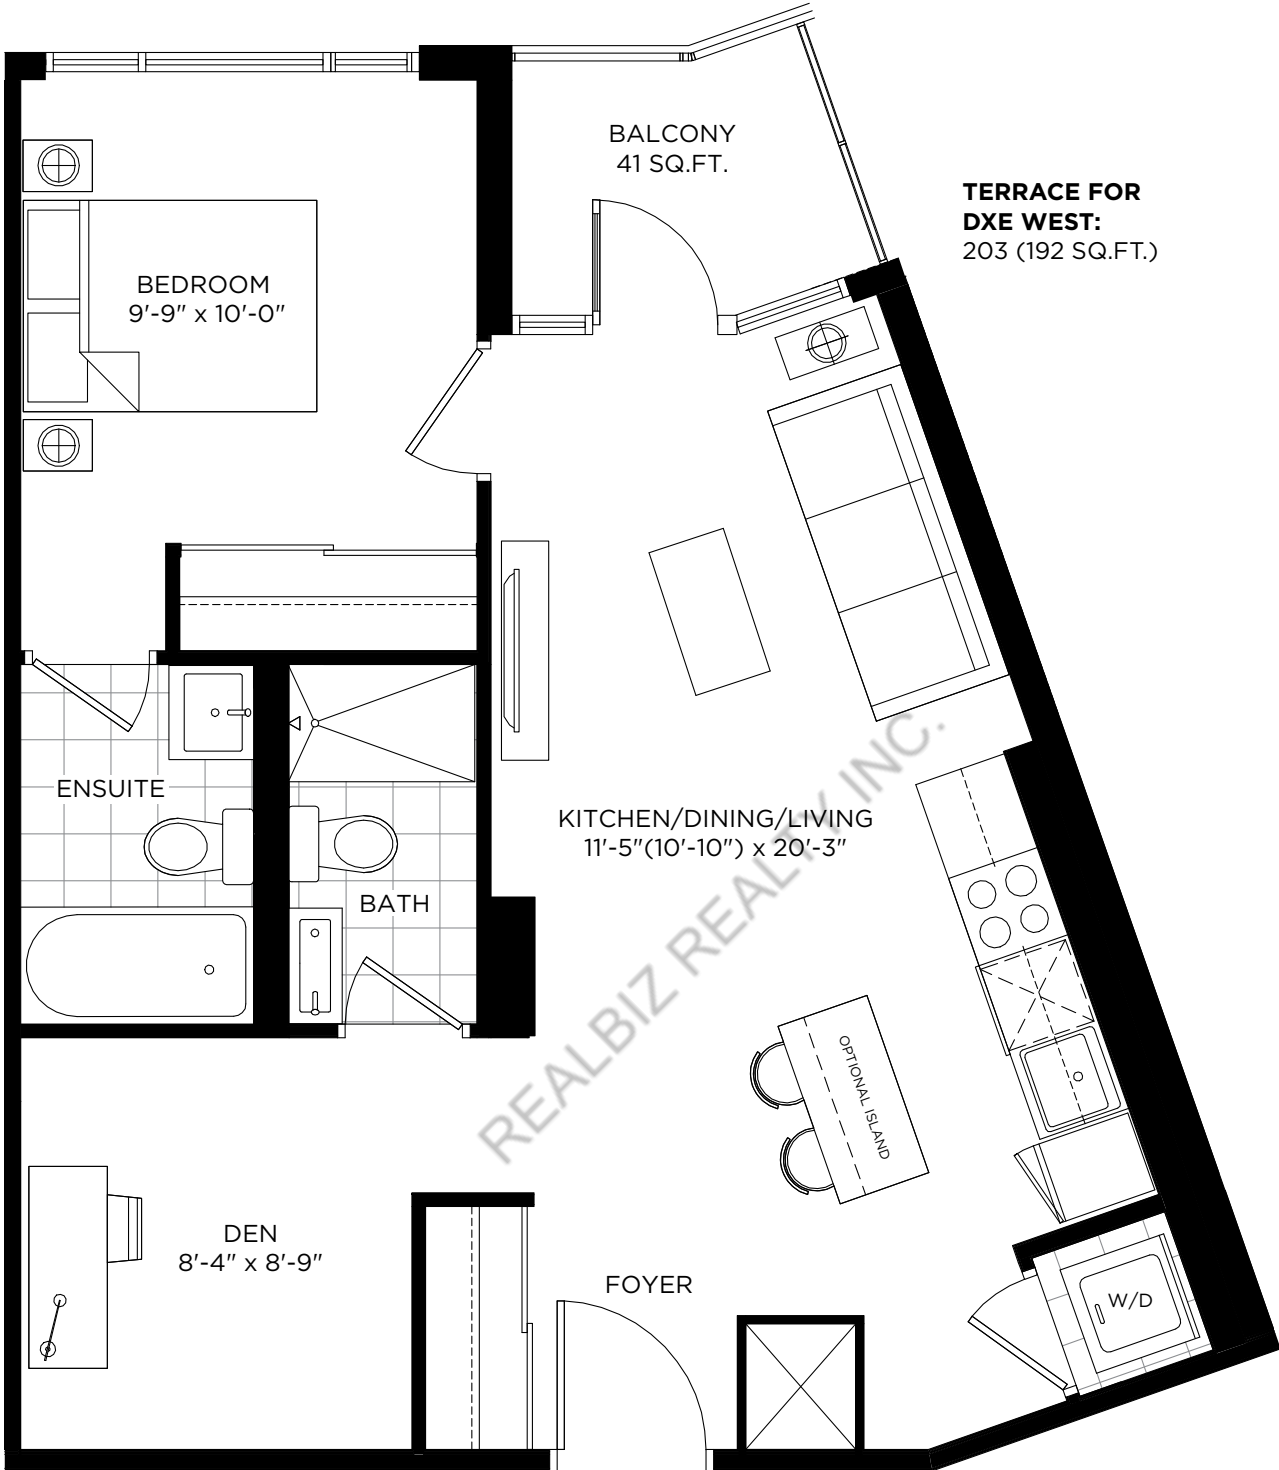 BALCONY
41 SQ.FT.
TERRACE FOR
DXE WEST:
203 (192 SQ.FT.)
BEDROOM
9'-9" x 10'-0"
ENSUITE
BATH
KITCHEN/DINING/LIVING
11'-5"(10'-10") x 20'-3"
REALBIZ REALTY INC.
OPTIONAL ISLAND
DEN
8'-4" x 8'-9"
FOYER
W/D